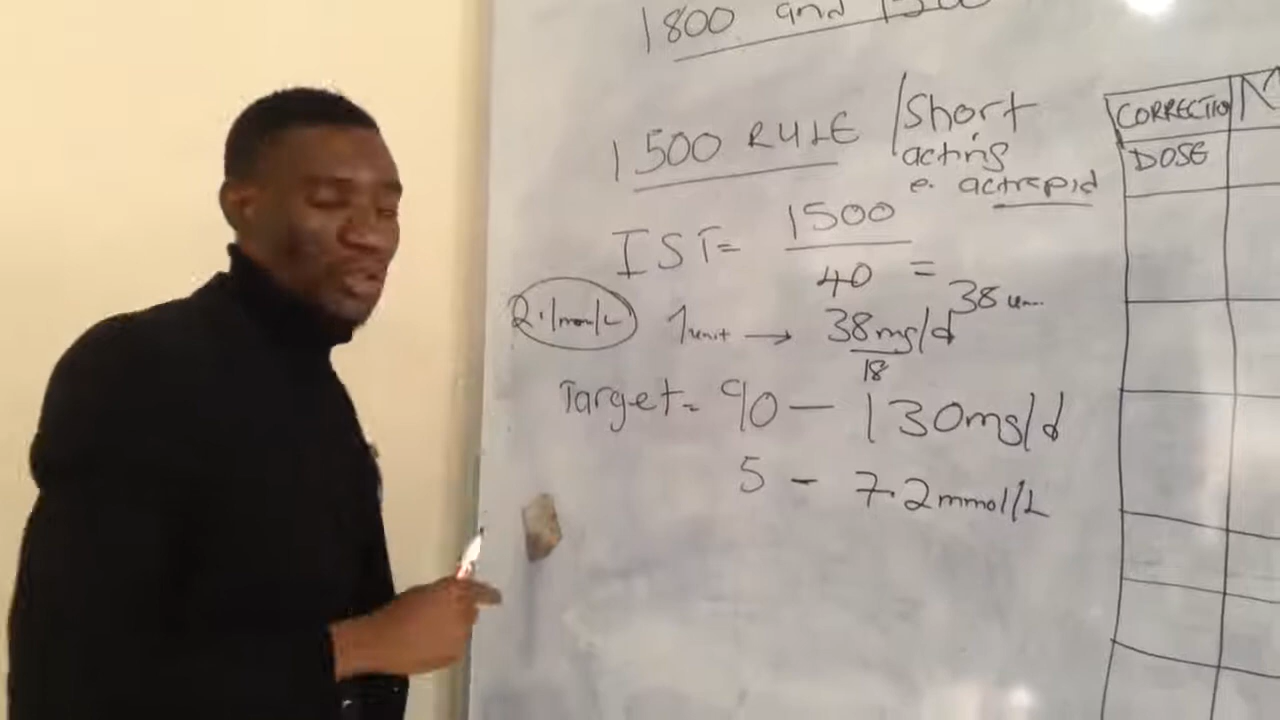 1800 and 1500
1500 RULE / Short
acting
e. actrapid
IST= 1500
40 = 38
2.1mmol/L 1unit → 38mg/d
18
Target= 90 — 130mg/d
5 - 7.2mmol/L
CORRECTIO
DOSE
M